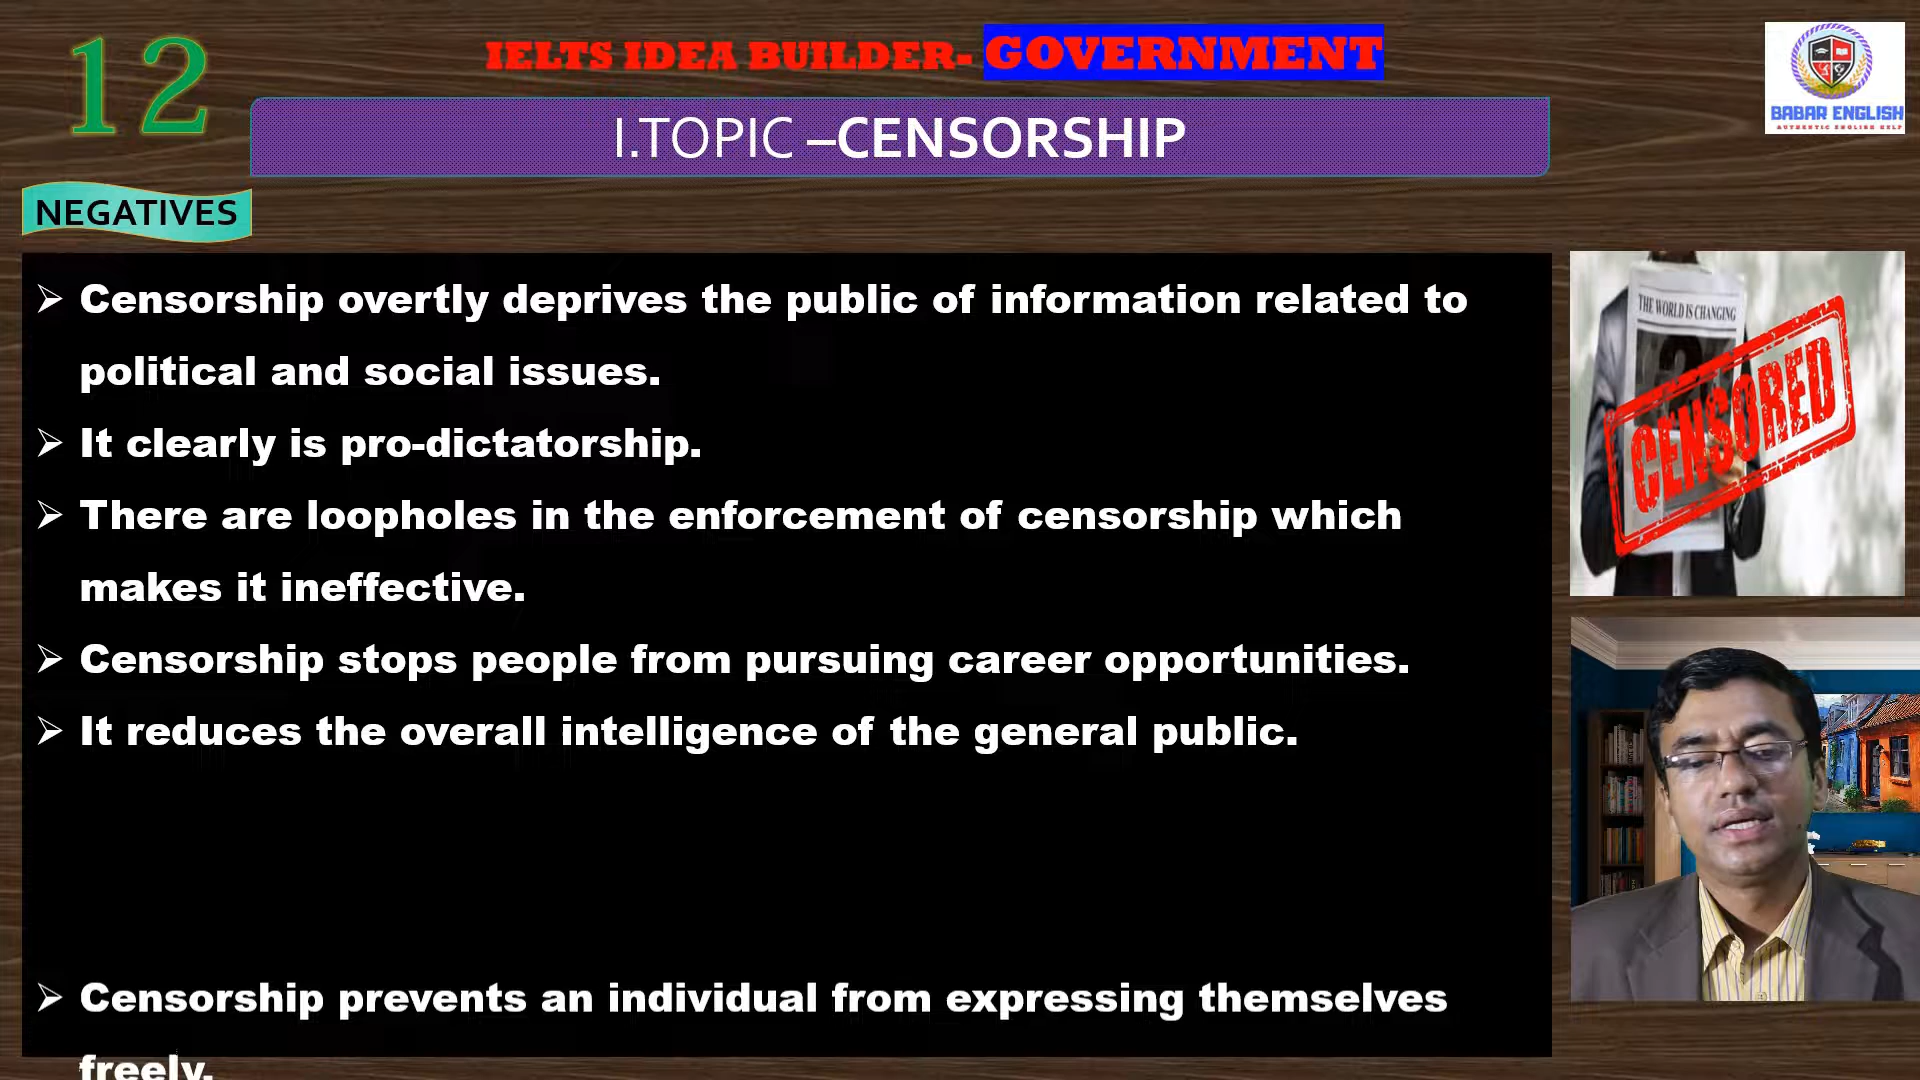 12
IELTS IDEA BUILDER- GOVERNMENT
BABAR ENGLISH
AUTHENTIC ENGLISH HELP
I.TOPIC –CENSORSHIP
NEGATIVES
➢ Censorship overtly deprives the public of information related to
political and social issues.
➢ It clearly is pro-dictatorship.
➢ There are loopholes in the enforcement of censorship which
makes it ineffective.
➢ Censorship stops people from pursuing career opportunities.
➢ It reduces the overall intelligence of the general public.
➢ Censorship prevents an individual from expressing themselves
freely.
THE WORLD IS CHANGING
CENSORED